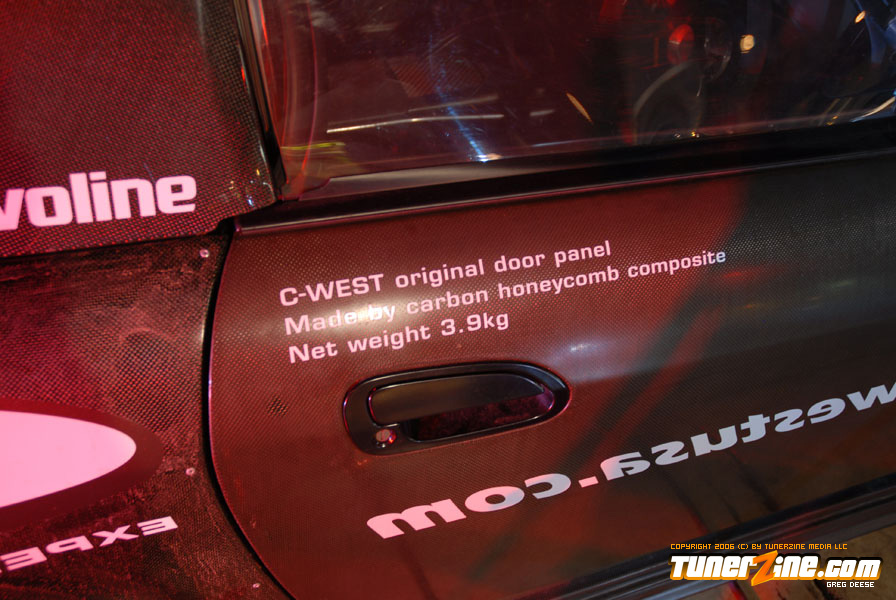 voline
C-WEST original door panel
Made by carbon honeycomb composite
Net weight 3.9kg
westusa.com
EXPE
COPYRIGHT 2006 (C) BY TUNERZINE MEDIA LLC
TUNERZINE.com
GREG DEESE